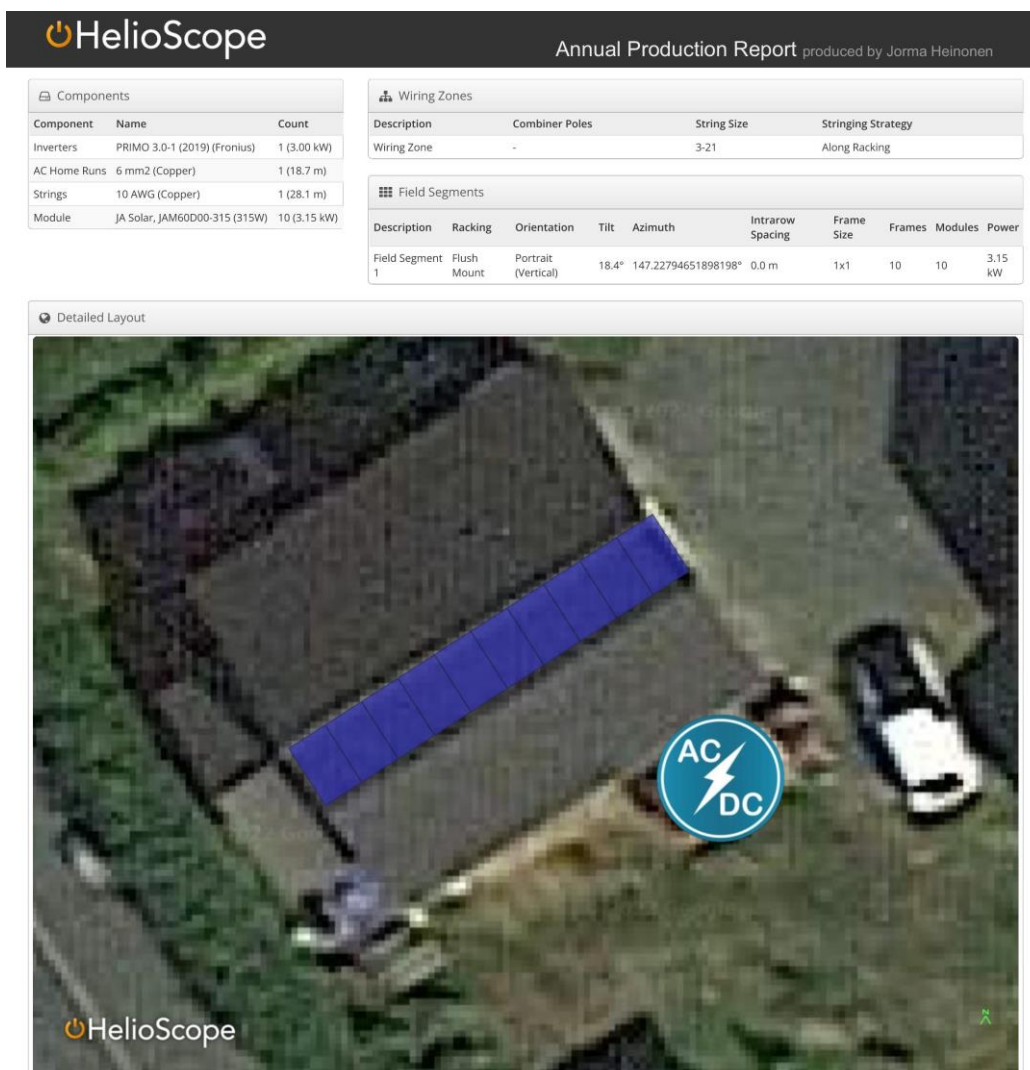 HelioScope
Annual Production Report produced by Jorma Heinonen
Components
Component Name Count
Inverters PRIMO 3.0-1 (2019) (Fronius) 1 (3.00 kW)
AC Home Runs 6 mm2 (Copper) 1 (18.7 m)
Strings 10 AWG (Copper) 1 (28.1 m)
Module JA Solar, JAM60D00-315 (315W) 10 (3.15 kW)
Wiring Zones
Description Combiner Poles String Size Stringing Strategy
Wiring Zone - 3-21 Along Racking
Field Segments
Description Racking Orientation Tilt Azimuth Intrarow Spacing Frame Size Frames Modules Power
Field Segment 1 Flush Mount Portrait (Vertical) 18.4° 147.22794651898198° 0.0 m 1x1 10 10 3.15 kW
Detailed Layout
AC
DC
HelioScope
N